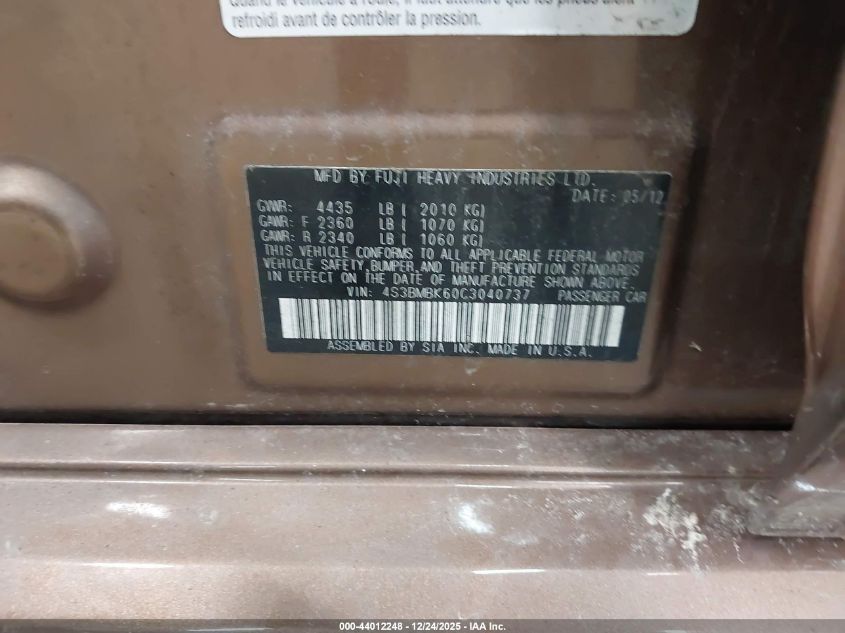 refroidi avant de contrôler la pression.
MFD BY FUJI HEAVY INDUSTRIES LTD.
DATE: 05/12
GVWR: 4435 LB ( 2010 KG)
GAWR: F 2360 LB ( 1070 KG)
GAWR: R 2340 LB ( 1060 KG)
THIS VEHICLE CONFORMS TO ALL APPLICABLE FEDERAL MOTOR
VEHICLE SAFETY, BUMPER, AND THEFT PREVENTION STANDARDS
IN EFFECT ON THE DATE OF MANUFACTURE SHOWN ABOVE.
VIN: 4S3BMBK60C3040737 PASSENGER CAR
ASSEMBLED BY SIA INC. MADE IN U.S.A.
000-44012248 - 12/24/2025 - IAA Inc.